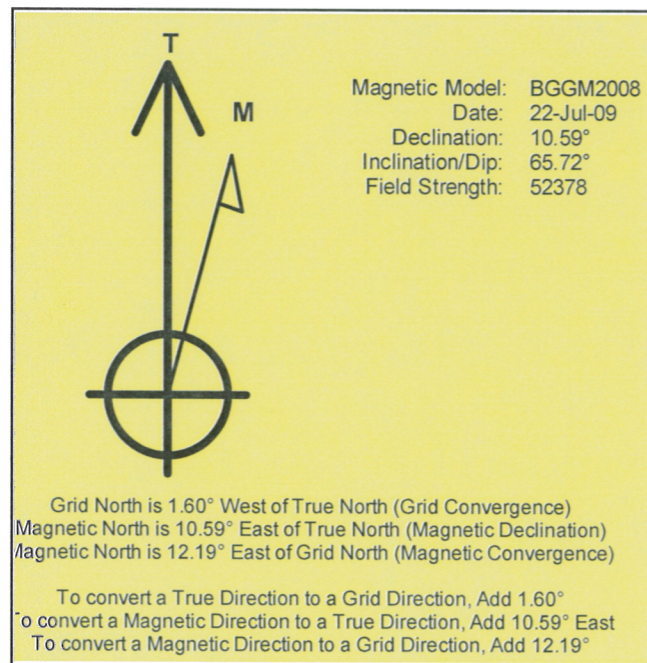 T
M
Magnetic Model: BGGM2008
Date: 22-Jul-09
Declination: 10.59°
Inclination/Dip: 65.72°
Field Strength: 52378
Grid North is 1.60° West of True North (Grid Convergence)
Magnetic North is 10.59° East of True North (Magnetic Declination)
Magnetic North is 12.19° East of Grid North (Magnetic Convergence)
To convert a True Direction to a Grid Direction, Add 1.60°
To convert a Magnetic Direction to a True Direction, Add 10.59° East
To convert a Magnetic Direction to a Grid Direction, Add 12.19°